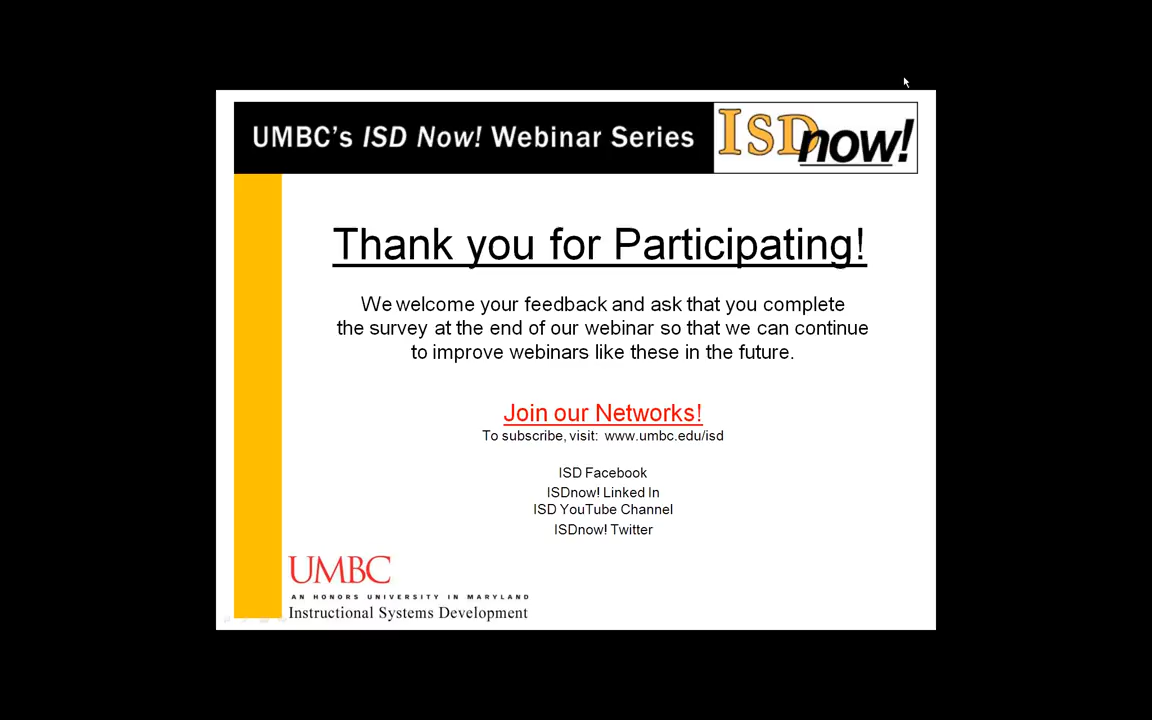 UMBC's ISD Now! Webinar Series
ISD now!
Thank you for Participating!
We welcome your feedback and ask that you complete
the survey at the end of our webinar so that we can continue
to improve webinars like these in the future.
Join our Networks!
To subscribe, visit: www.umbc.edu/isd
ISD Facebook
ISDnow! Linked In
ISD YouTube Channel
ISDnow! Twitter
UMBC
AN HONORS UNIVERSITY IN MARYLAND
Instructional Systems Development